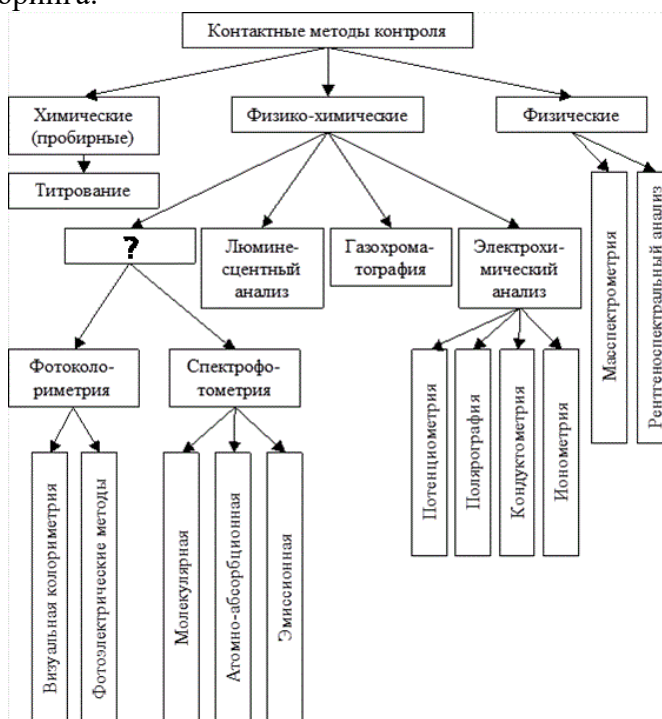 оринга.
Контактные методы контроля
Химические
(пробирные)
Физико-химические
Физические
Титрование
?
Люмине-
сцентный
анализ
Газохрома-
тография
Электрохи-
мический
анализ
Масспектрометрия
Рентгеноспектральный анализ
Фотоколо-
риметрия
Спектрофо-
тометрия
Потенциометрия
Полярография
Кондуктометрия
Ионометрия
Визуальная колориметрия
Фотоэлектрические методы
Молекулярная
Атомно-абсорбционная
Эмиссионная